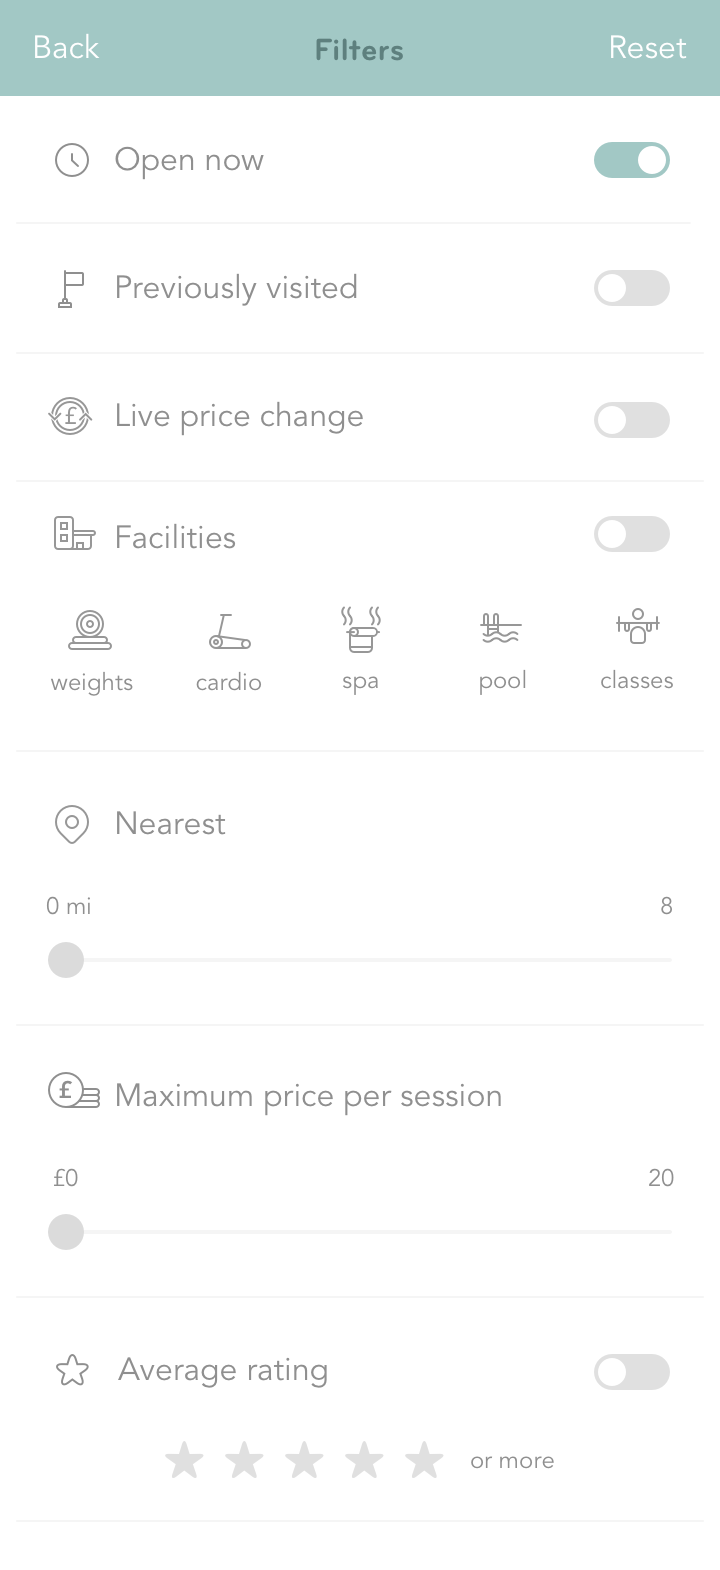 Back Filters Reset
Open now
Previously visited
£ Live price change
Facilities
weights cardio spa pool classes
Nearest
0 mi 8
£ Maximum price per session
£0 20
Average rating
or more